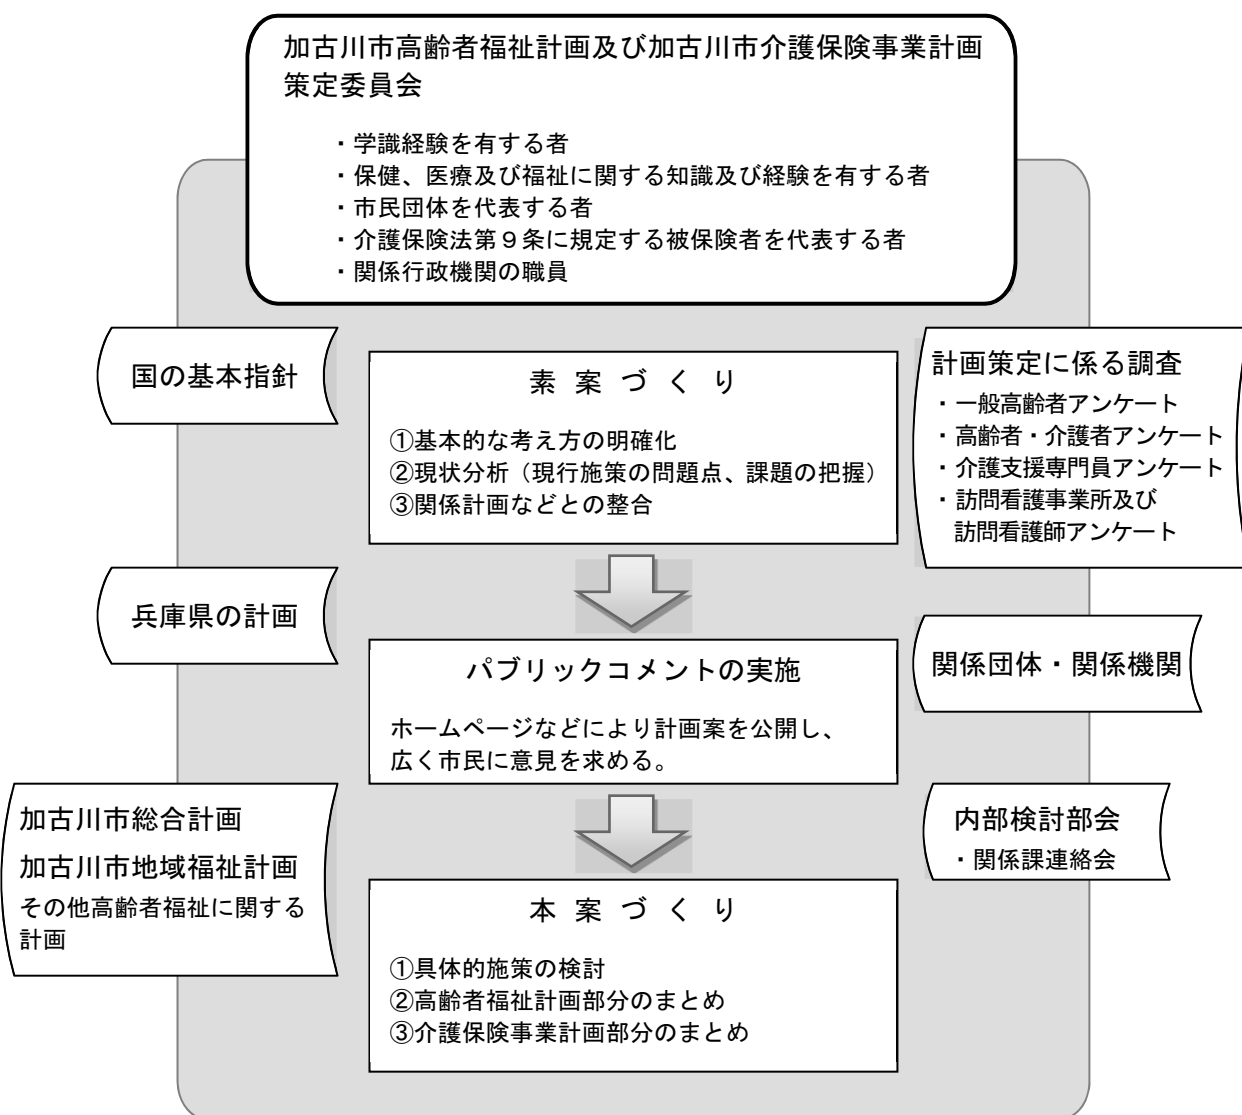 加古川市高齢者福祉計画及び加古川市介護保険事業計画
策定委員会
・学識経験を有する者
・保健、医療及び福祉に関する知識及び経験を有する者
・市民団体を代表する者
・介護保険法第９条に規定する被保険者を代表する者
・関係行政機関の職員
国の基本指針
素 案 づ く り
①基本的な考え方の明確化
②現状分析（現行施策の問題点、課題の把握）
③関係計画などとの整合
計画策定に係る調査
・一般高齢者アンケート
・高齢者・介護者アンケート
・介護支援専門員アンケート
・訪問看護事業所及び
訪問看護師アンケート
兵庫県の計画
パブリックコメントの実施
ホームページなどにより計画案を公開し、
広く市民に意見を求める。
関係団体・関係機関
加古川市総合計画
加古川市地域福祉計画
その他高齢者福祉に関する
計画
内部検討部会
・関係課連絡会
本 案 づ く り
①具体的施策の検討
②高齢者福祉計画部分のまとめ
③介護保険事業計画部分のまとめ